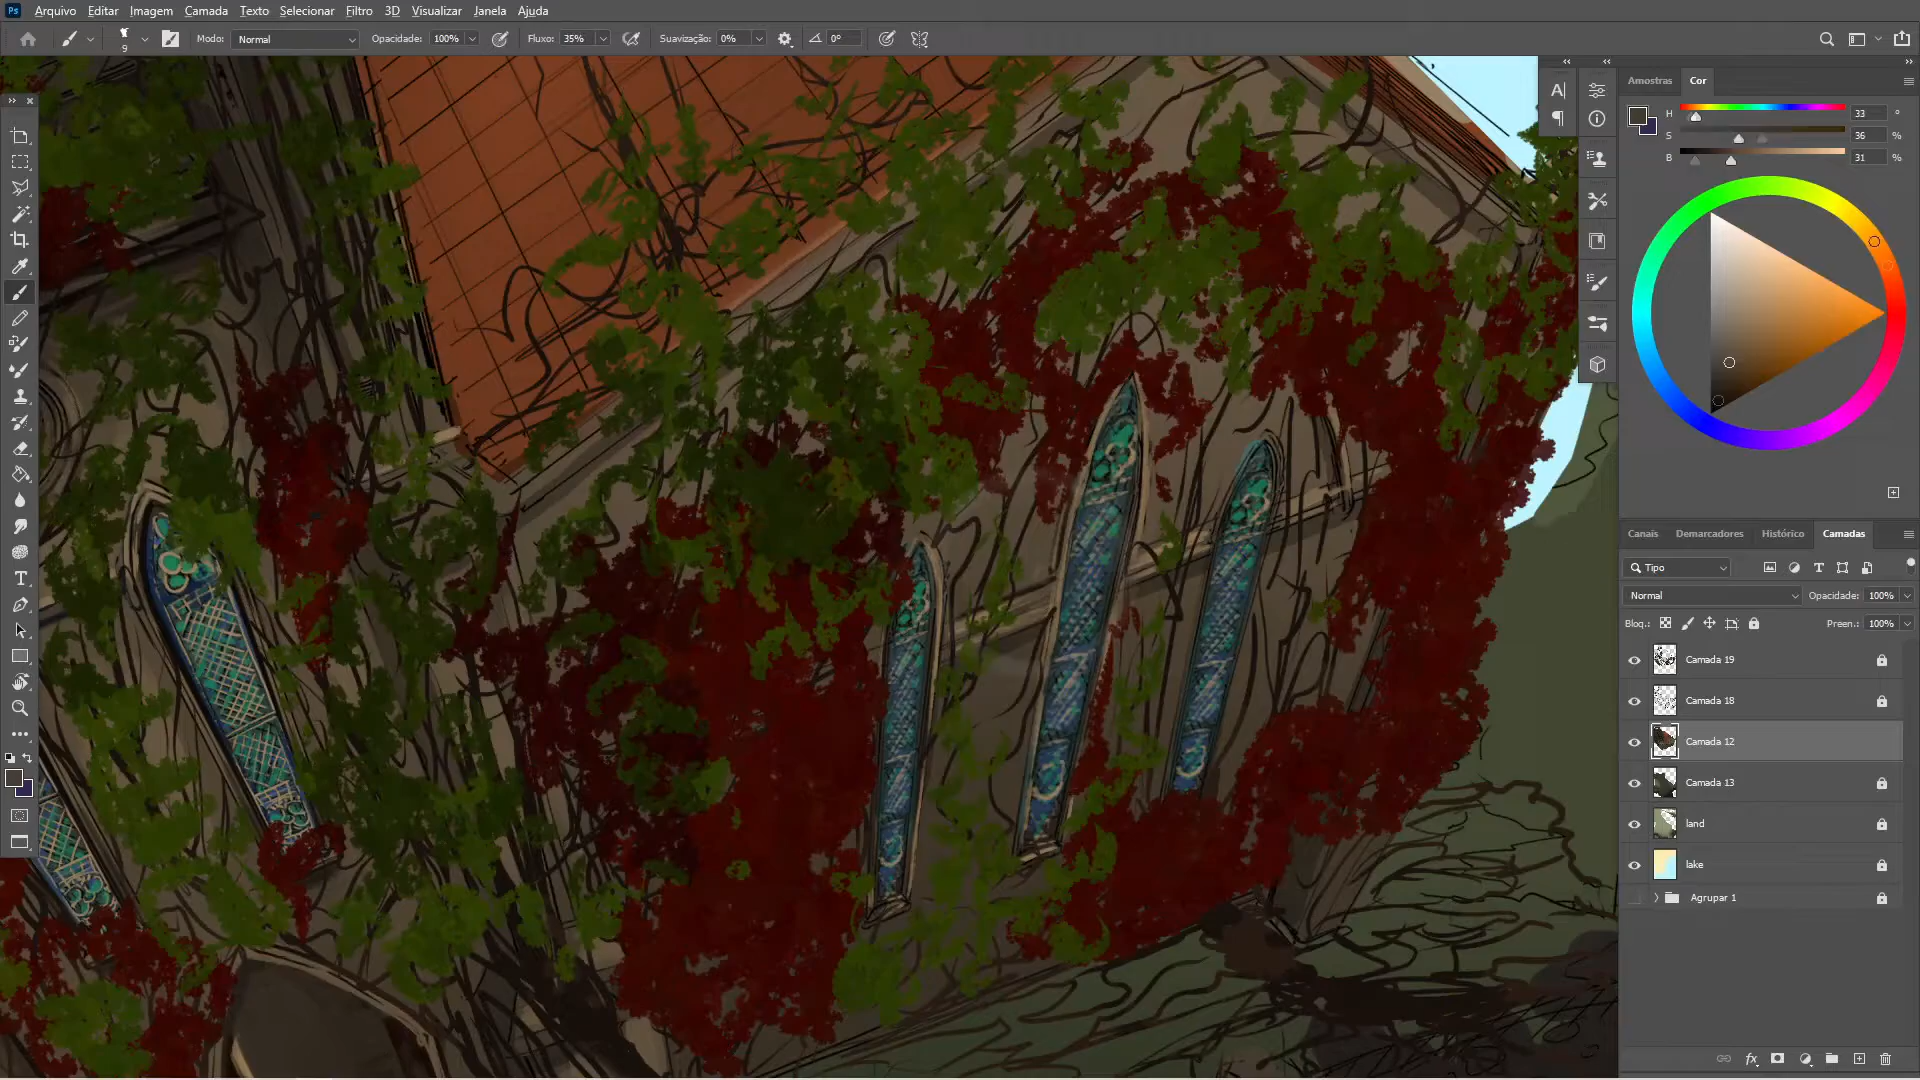 Ps Arquivo Editar Imagem Camada Texto Selecionar Filtro 3D Visualizar Janela Ajuda
9 Modo: Normal Opacidade: 100% Fluxo: 35% Suavização: 0% 0°
Amostras Cor
H 33 °
S 36 %
B 31 %
Canais Demarcadores Histórico Camadas
Tipo
Normal Opacidade: 100%
Bloq.: Preen.: 100%
Camada 19
Camada 18
Camada 12
Camada 13
land
lake
Agrupar 1